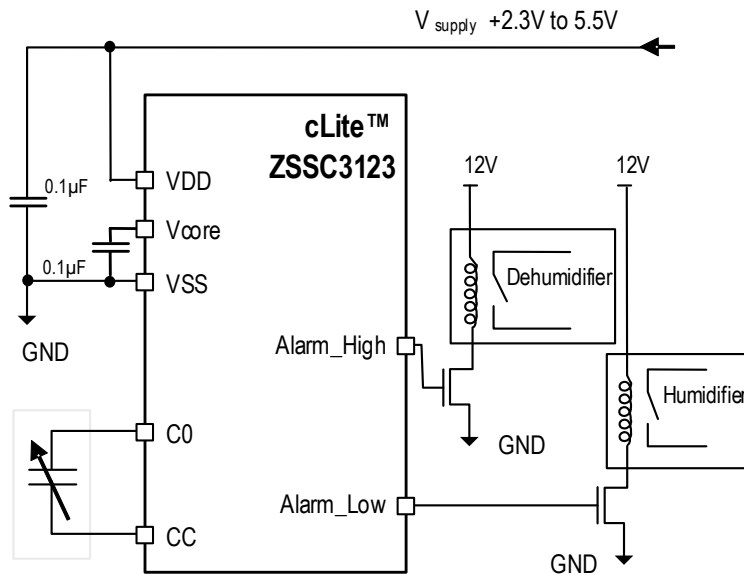 V supply +2.3V to 5.5V
cLite™
ZSSC3123
12V
12V
0.1µF
VDD
Vcore
0.1µF
VSS
GND
Dehumidifier
Alarm_High
Humidifier
GND
C0
Alarm_Low
CC
GND